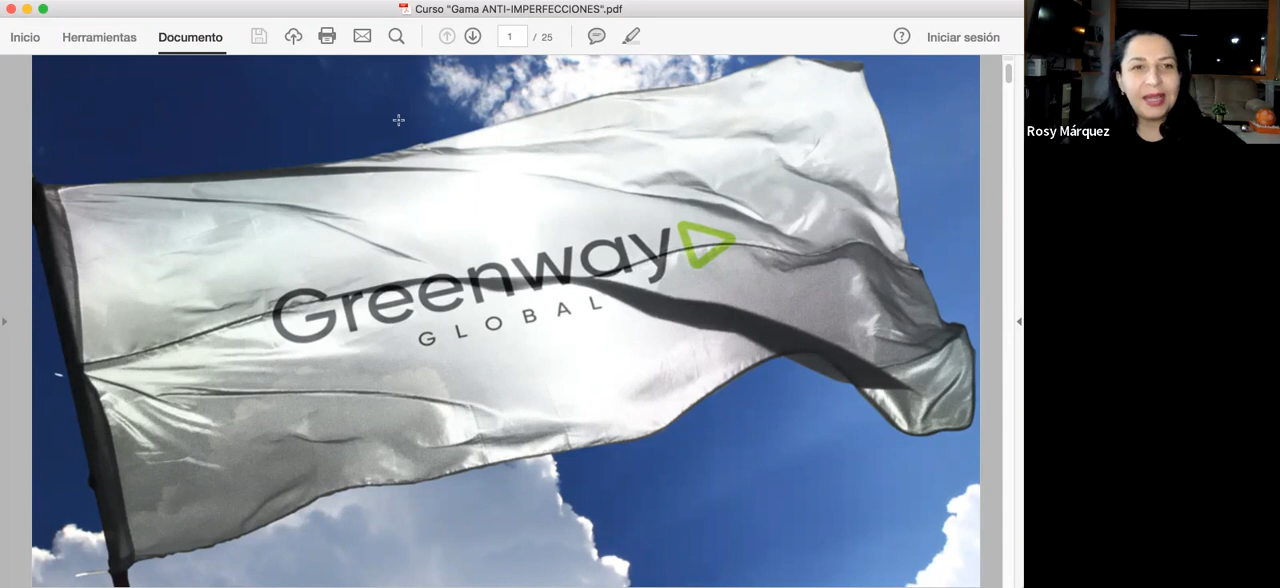 Curso "Gama ANTI-IMPERFECCIONES".pdf
Inicio Herramientas Documento 1 / 25 ? Iniciar sesión
Rosy Márquez
Greenway
GLOBAL